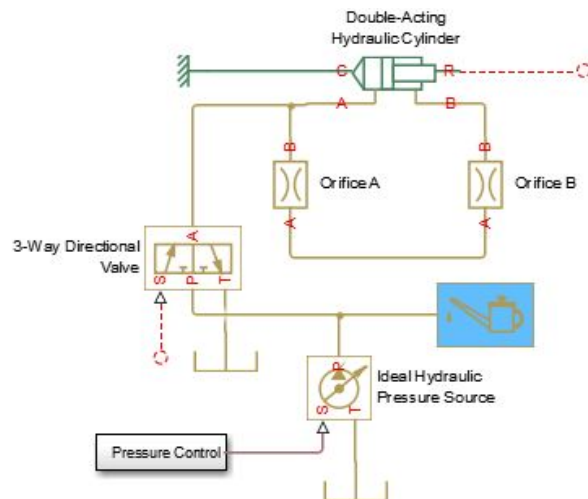 Double-Acting
Hydraulic Cylinder
C
R
A
B
B
B
Orifice A
Orifice B
A
A
3-Way Directional
Valve
A
S
P
T
P
Ideal Hydraulic
Pressure Source
S
T
Pressure Control